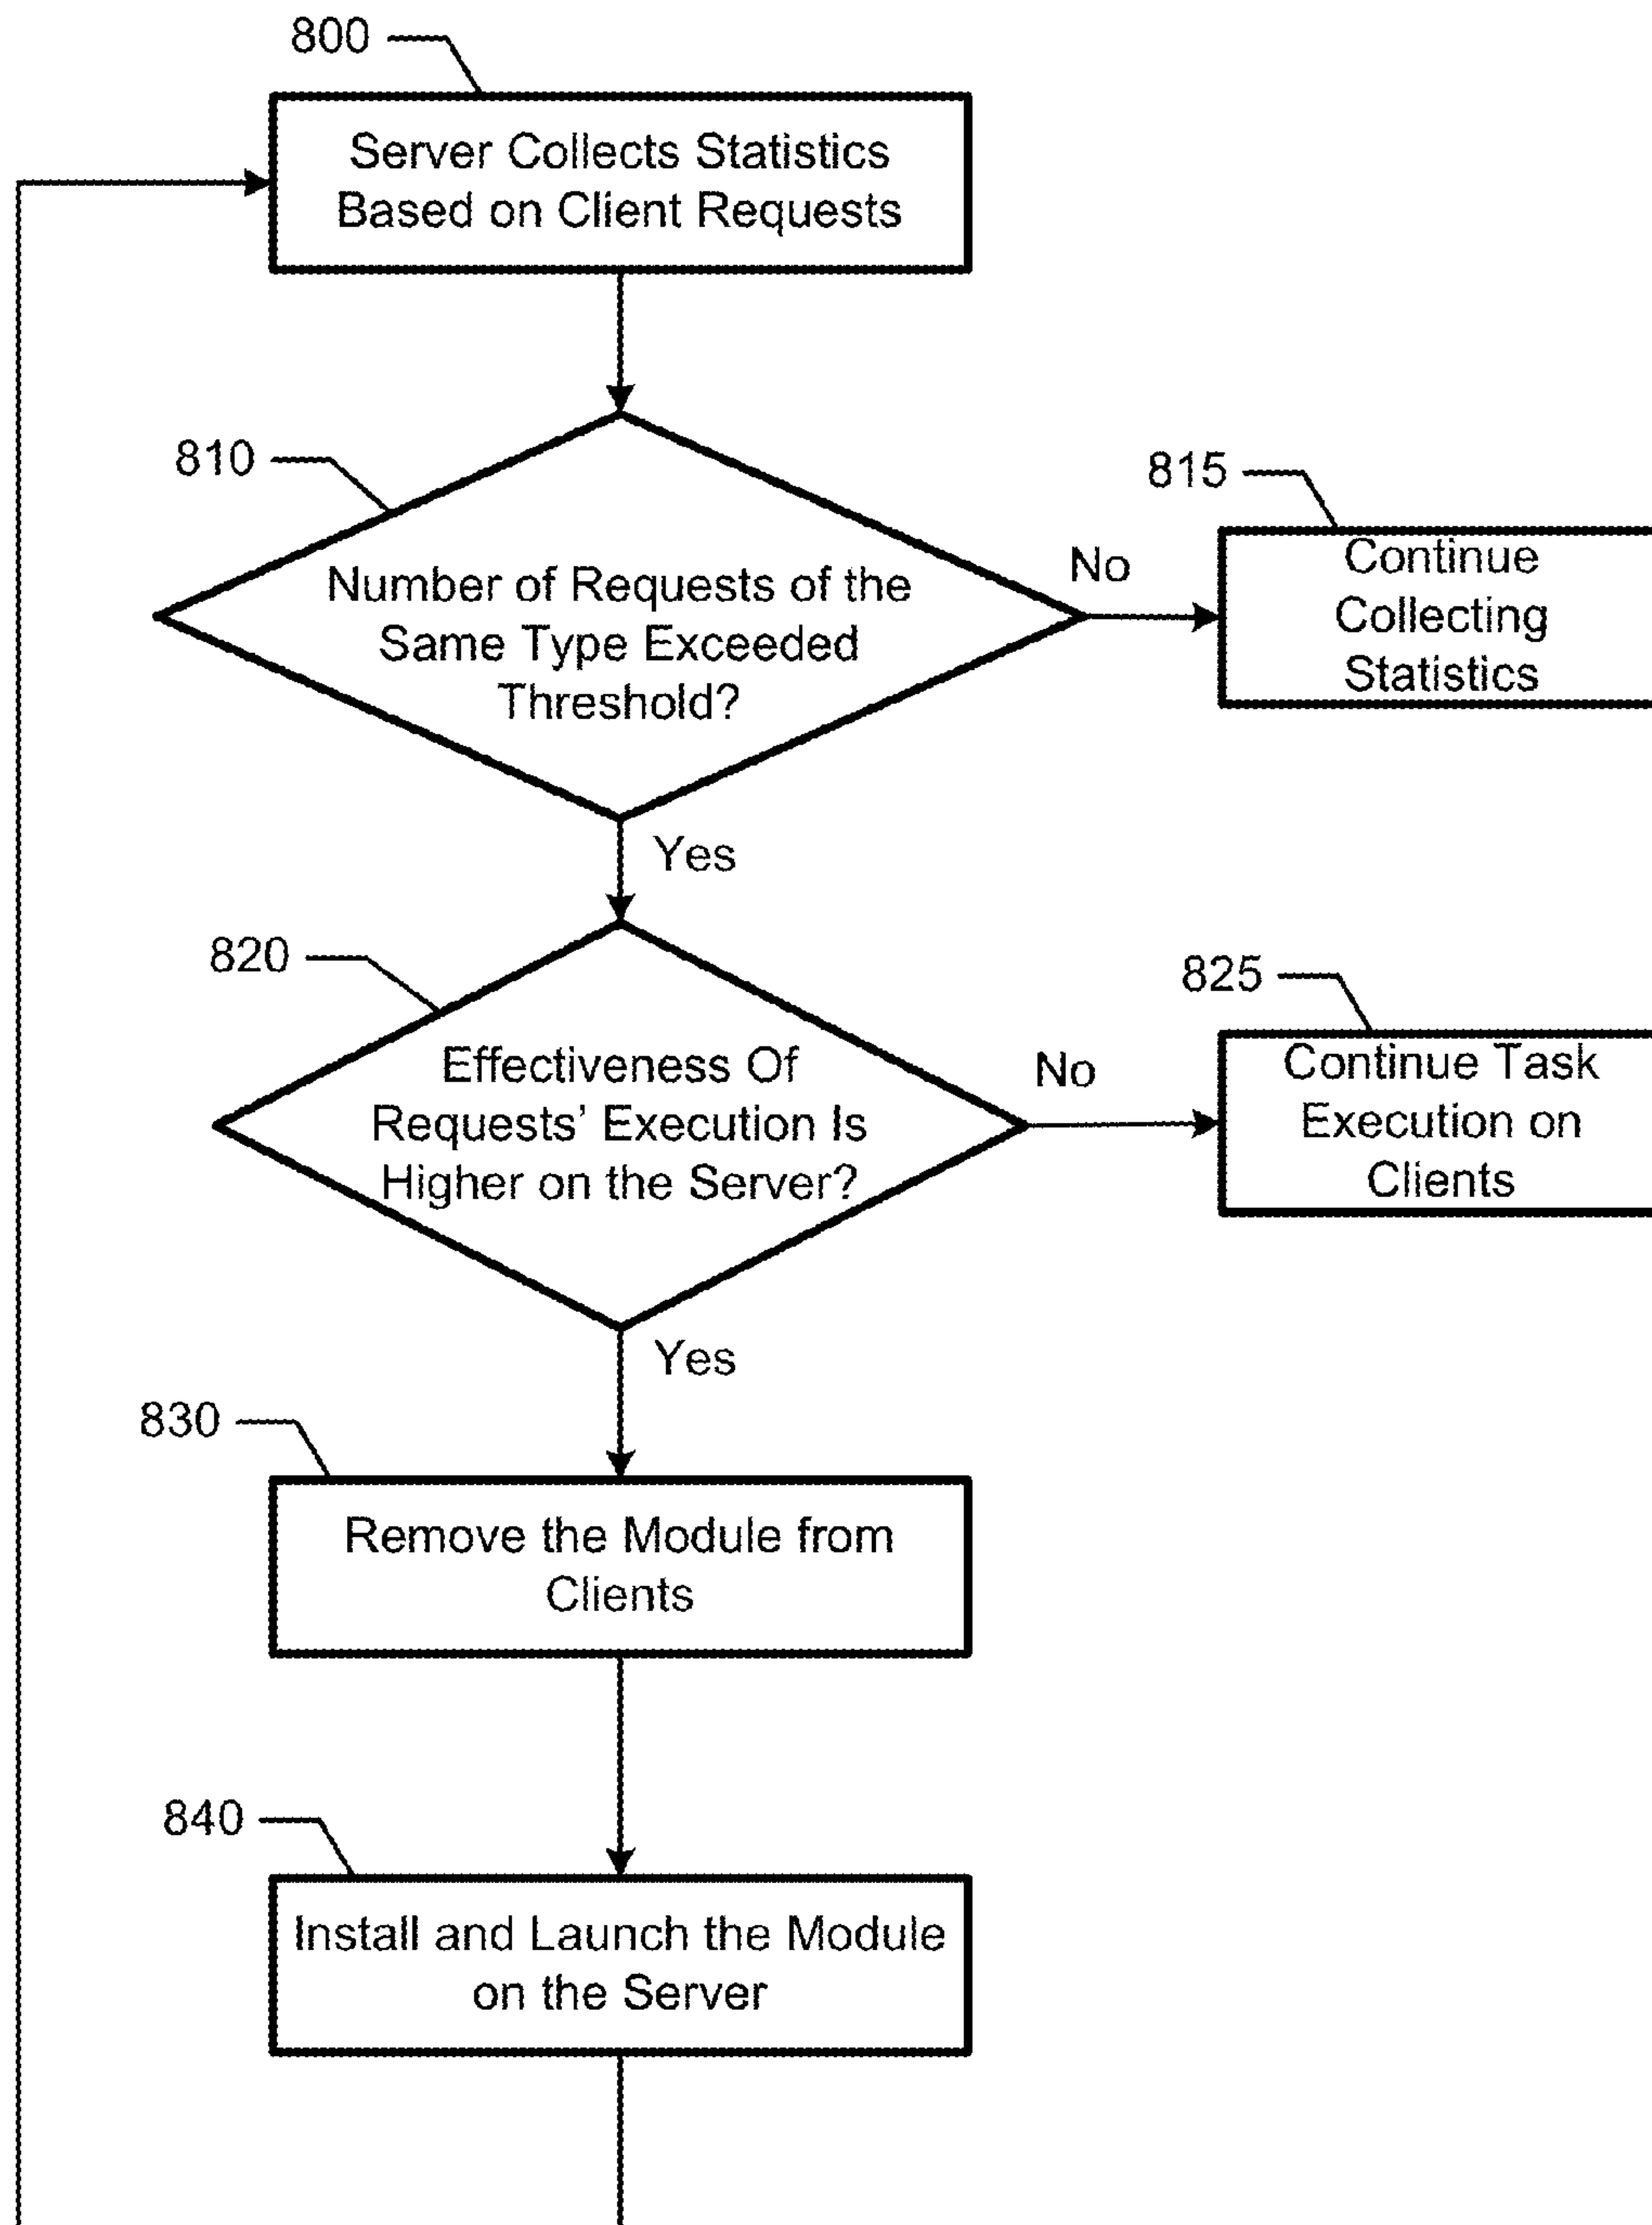 800
Server Collects Statistics
Based on Client Requests
810
Number of Requests of the
Same Type Exceeded
Threshold?
No
815
Continue
Collecting
Statistics
Yes
820
Effectiveness Of
Requests' Execution Is
Higher on the Server?
No
825
Continue Task
Execution on
Clients
Yes
830
Remove the Module from
Clients
840
Install and Launch the Module
on the Server